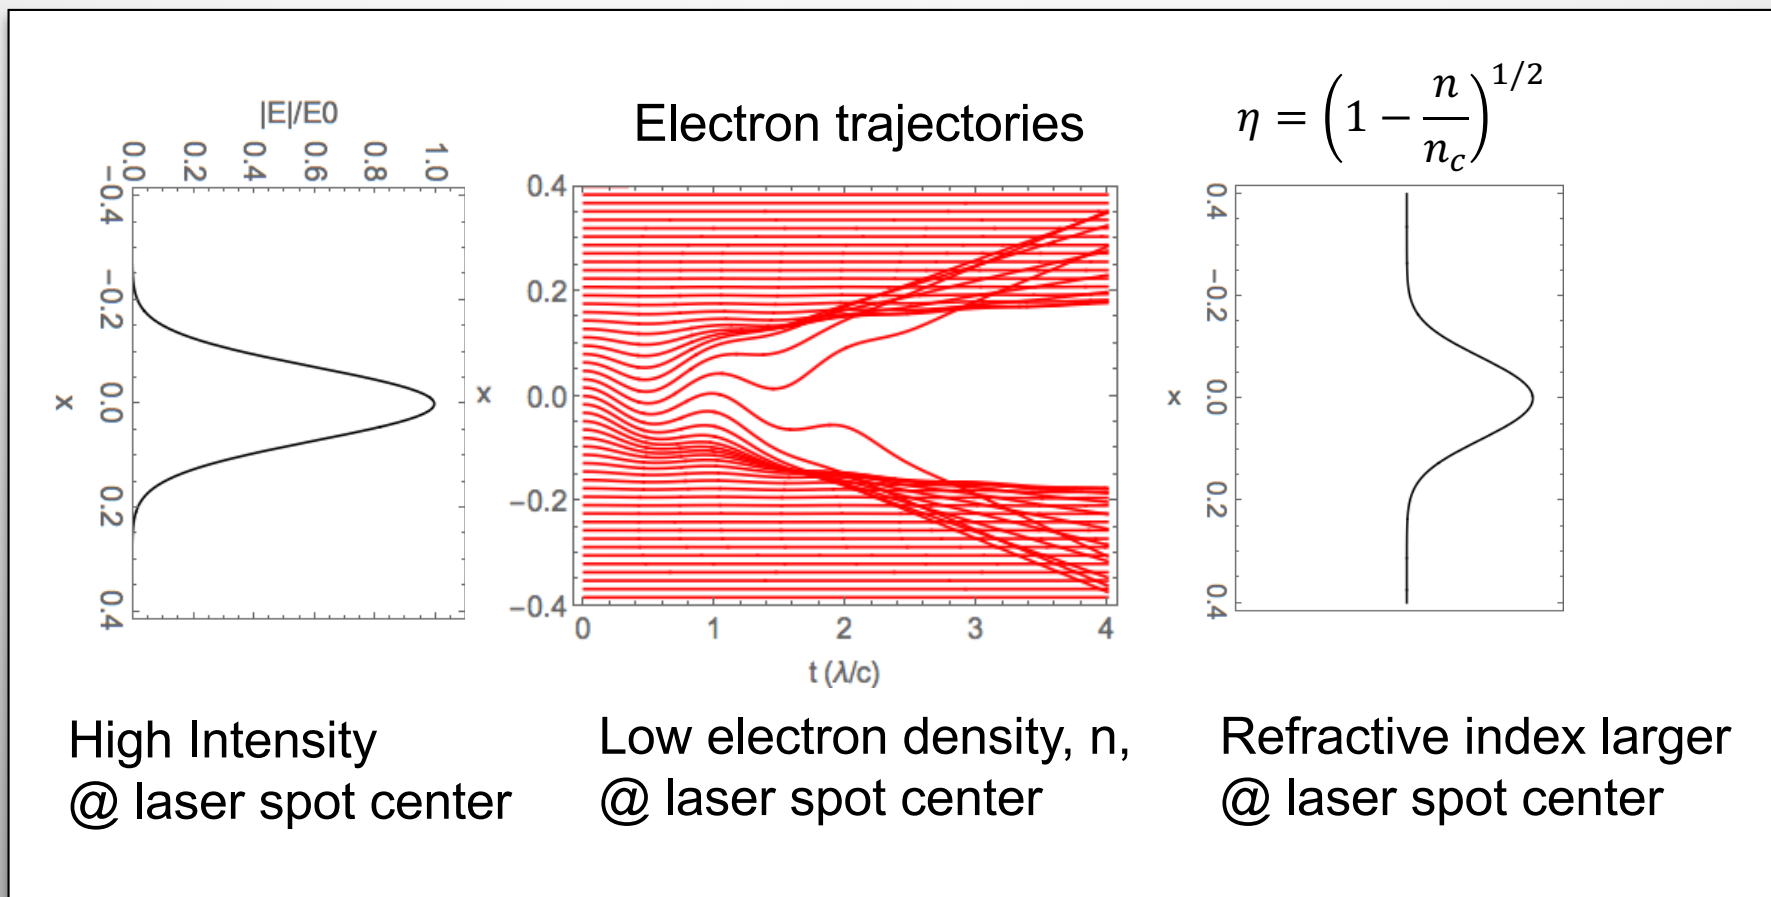 |E|/E0
0.0 0.2 0.4 0.6 0.8 1.0
−0.4
−0.2
0.0
0.2
0.4
x
Electron trajectories
0.4
0.2
0.0
−0.2
−0.4
x
0 1 2 3 4
t (λ/c)
η = (1 − n/n_c)^{1/2}
0.4
−0.2
0.0
0.2
0.4
x
High Intensity
@ laser spot center
Low electron density, n,
@ laser spot center
Refractive index larger
@ laser spot center